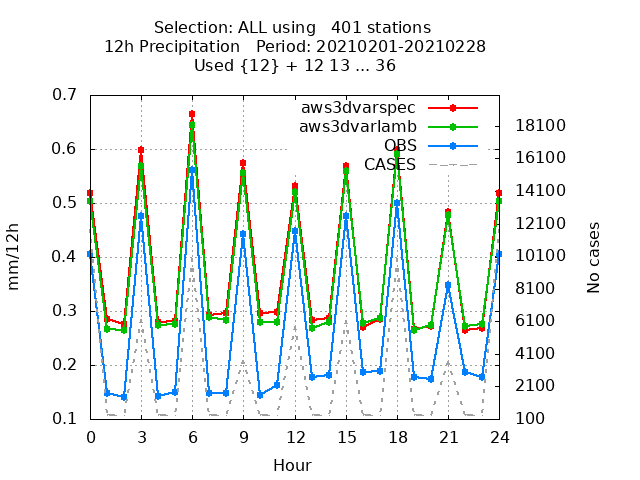 Selection: ALL using   401 stations
12h Precipitation   Period: 20210201-20210228
Used {12} + 12 13 ... 36
aws3dvarspec
aws3dvarlamb
OBS
CASES
0.7
0.6
0.5
0.4
0.3
0.2
0.1
mm/12h
18100
16100
14100
12100
10100
8100
6100
4100
2100
100
No cases
0 3 6 9 12 15 18 21 24
Hour